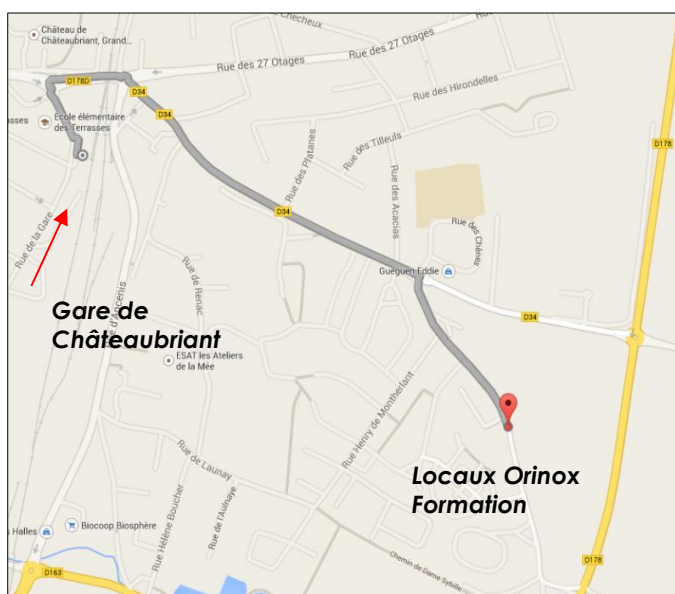 Checheux
Château de
Châteaubriant, Grand...
Rue des 27 Otages
Rue des 27 Otages
D178D
D34
Rue des Hirondelles
D34
École élémentaire
des Terrasses
asses
Rue des Platanes
Rue des Tilleuls
D178
Rue des Acacias
D34
Rue des Chênes
Rue de la Gare
Gueguen Eddie
Rue de Renac
Gare de
Châteaubriant
e d'Ancenis
D34
ESAT les Ateliers
de la Mée
Rue Henry de Montherlant
Locaux Orinox
Formation
Rue de Launay
Rue Hélène Boucher
Rue de l'Aulnaye
Biocoop Biosphère
s Halles
Chemin de Dame Sybille
D163
D178